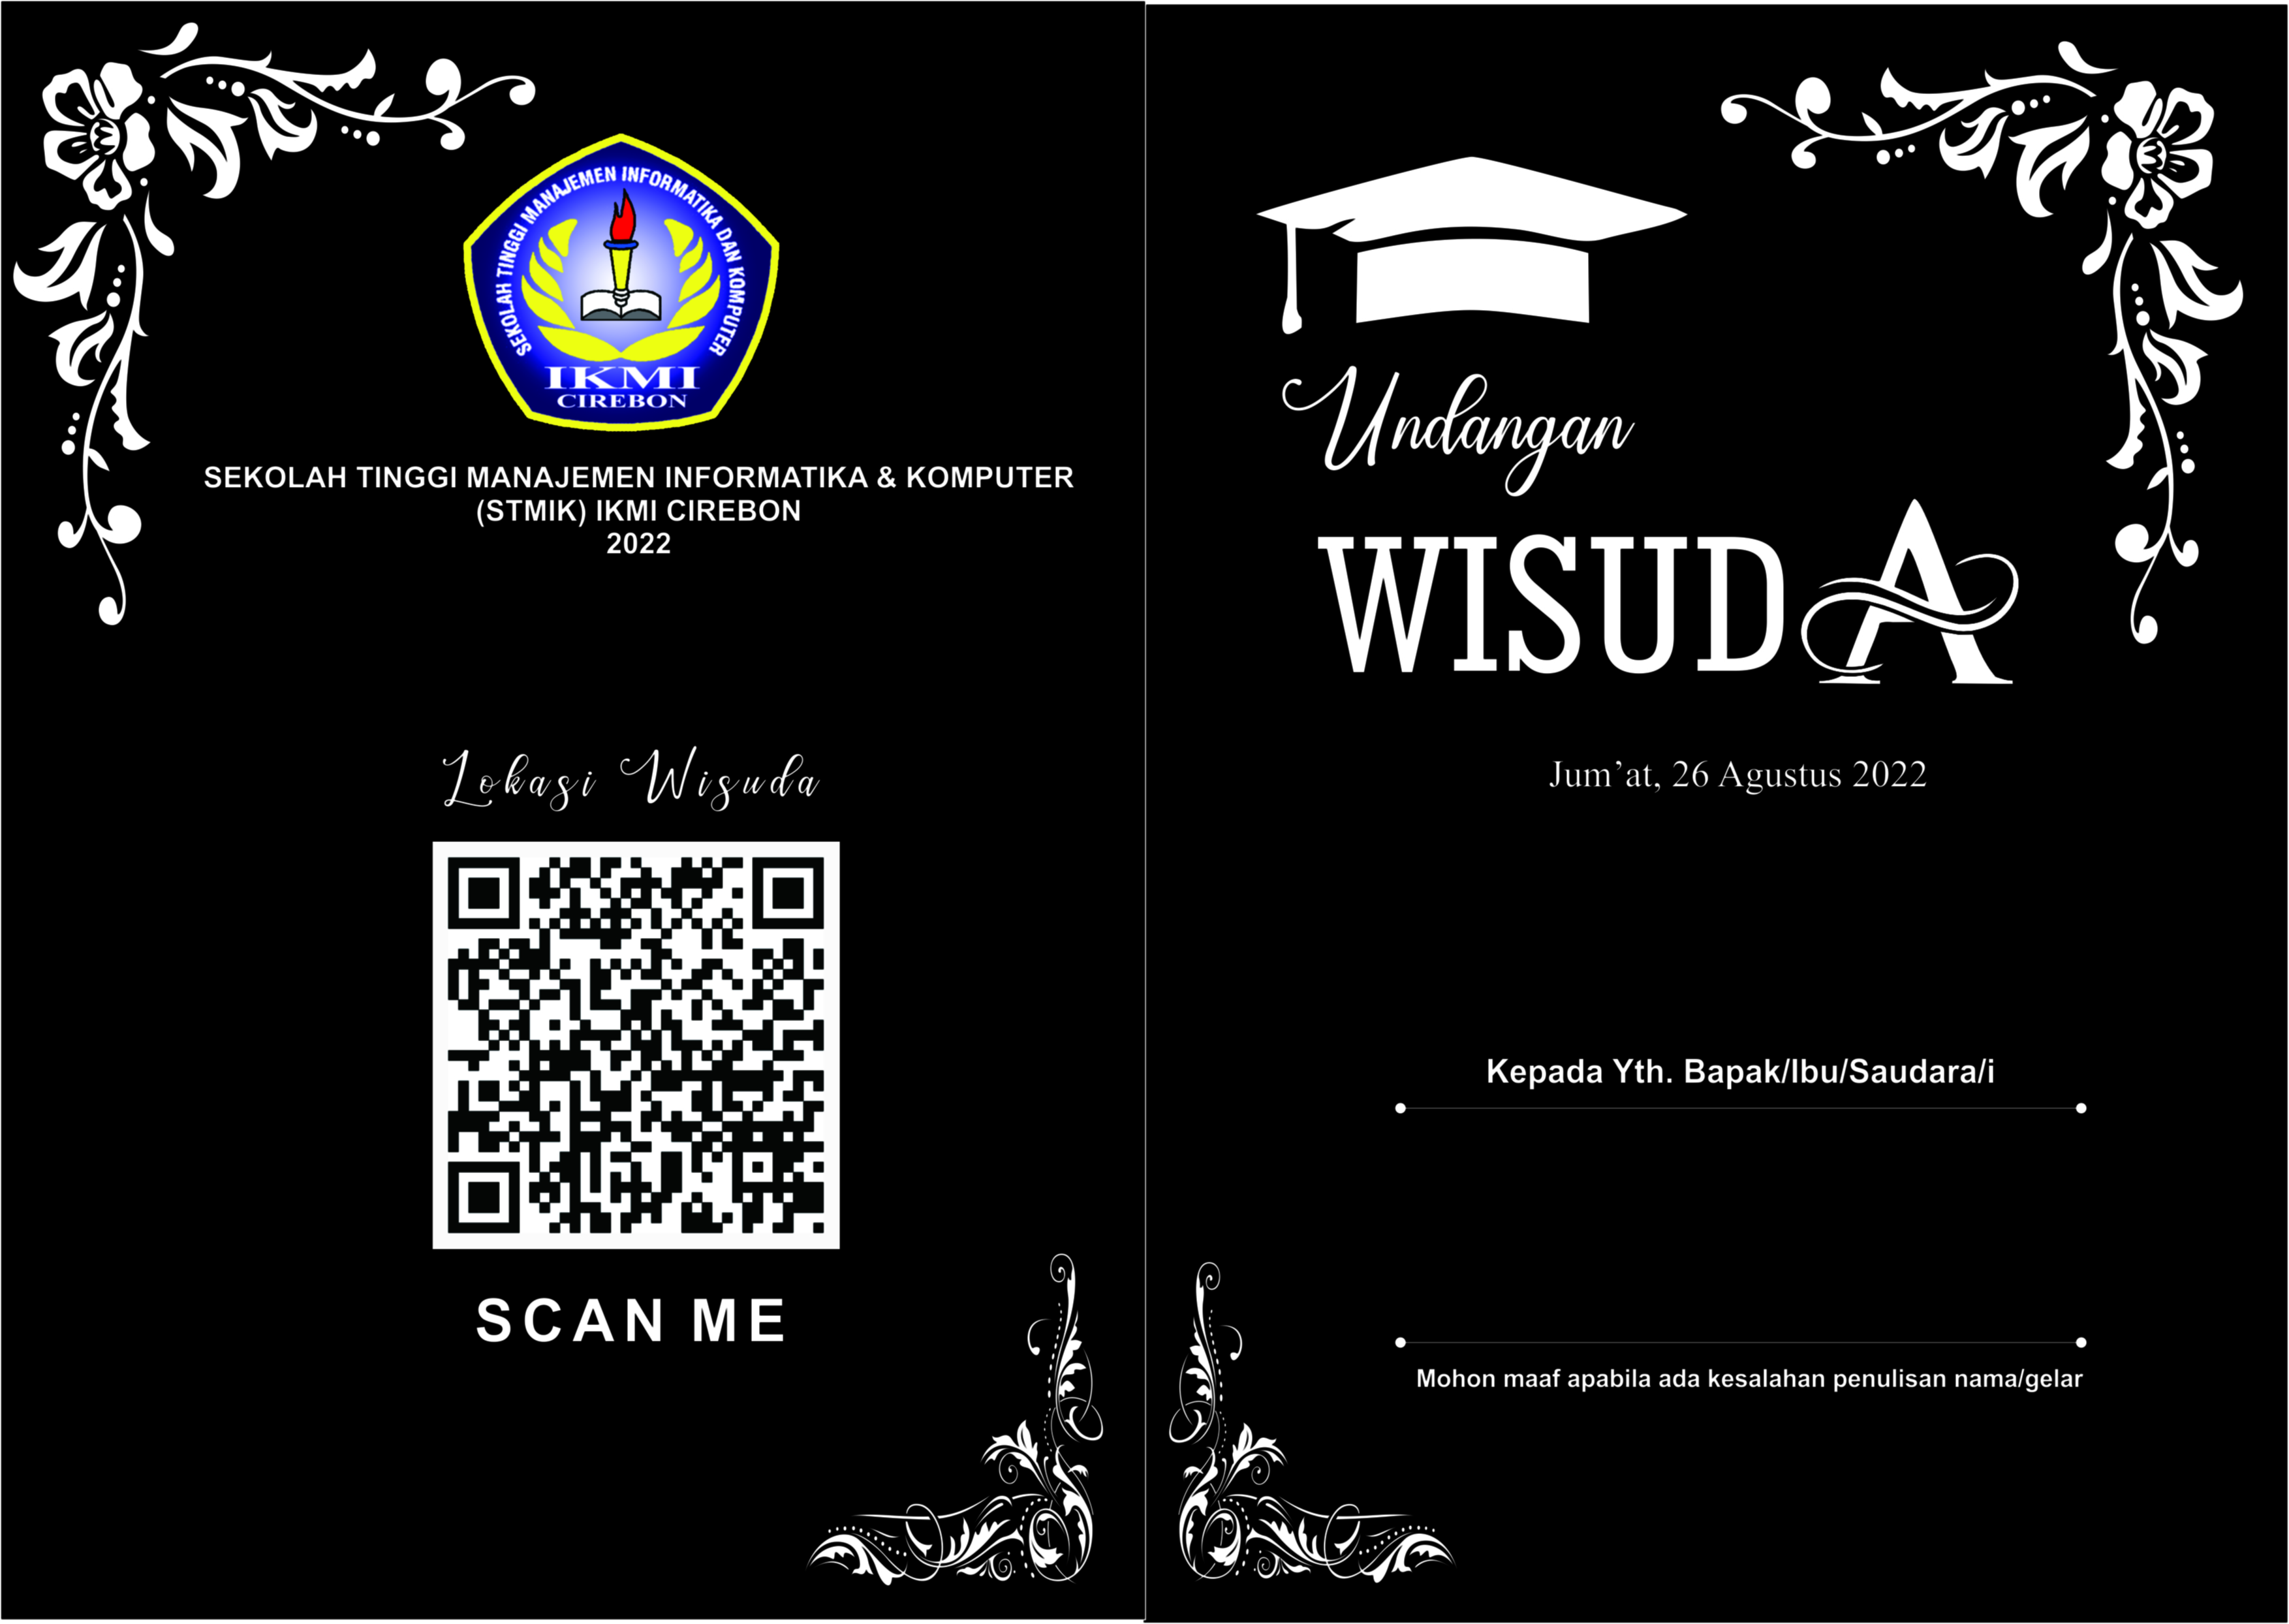 SEKOLAH TINGGI MANAJEMEN INFORMATIKA DAN KOMPUTER
IKMI
CIREBON
SEKOLAH TINGGI MANAJEMEN INFORMATIKA & KOMPUTER
(STMIK) IKMI CIREBON
2022
Lokasi Wisuda
SCAN ME
Undangan
WISUDA
Jum’at, 26 Agustus 2022
Kepada Yth. Bapak/Ibu/Saudara/i
Mohon maaf apabila ada kesalahan penulisan nama/gelar